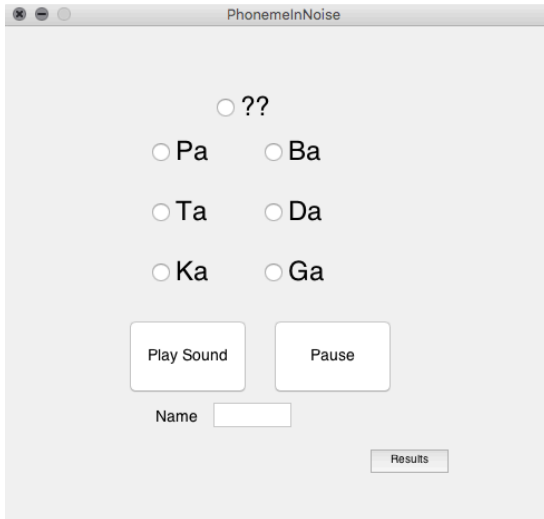 PhonemeInNoise
??
Pa Ba
Ta Da
Ka Ga
Play Sound Pause
Name
Results